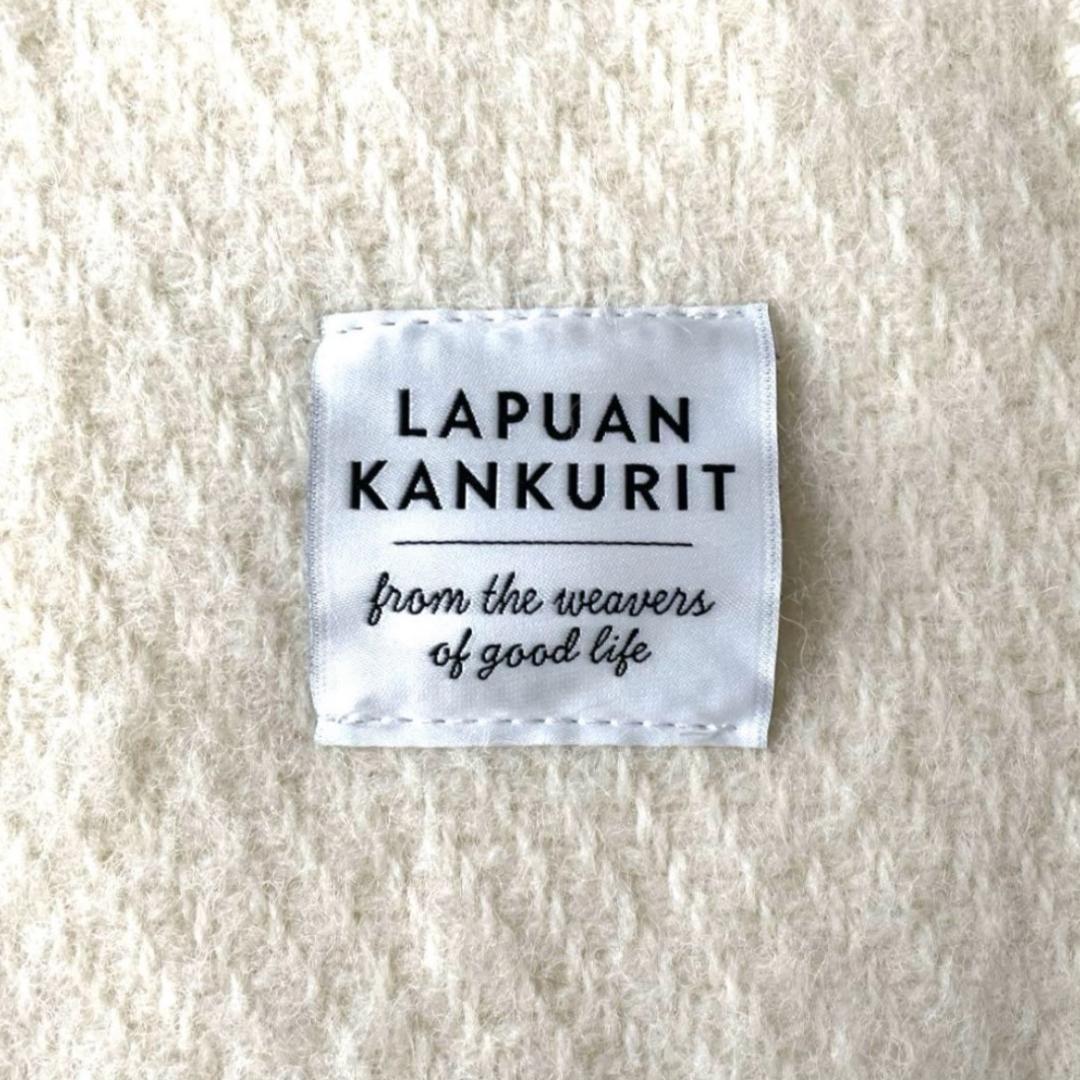 LAPUAN
KANKURIT
from the weavers
of good life